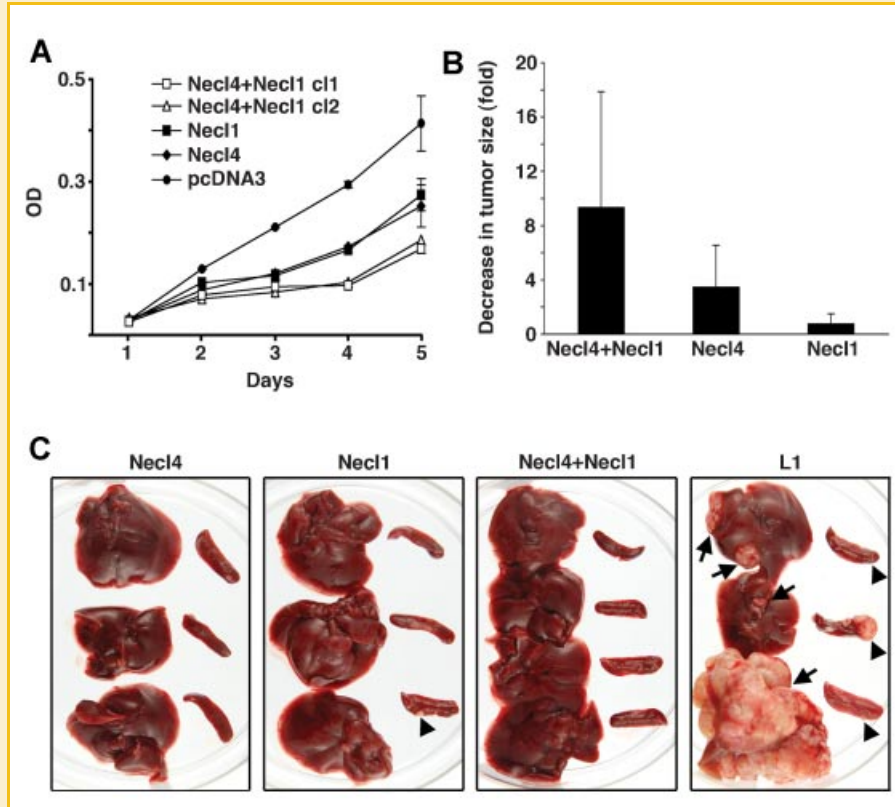 A
Necl4+Necl1 cl1
Necl4+Necl1 cl2
Necl1
Necl4
pcDNA3
OD
0.5
0.3
0.1
1 2 3 4 5
Days
B
Decrease in tumor size (fold)
20
16
12
8
4
0
Necl4+Necl1 Necl4 Necl1
C
Necl4 Necl1 Necl4+Necl1 L1